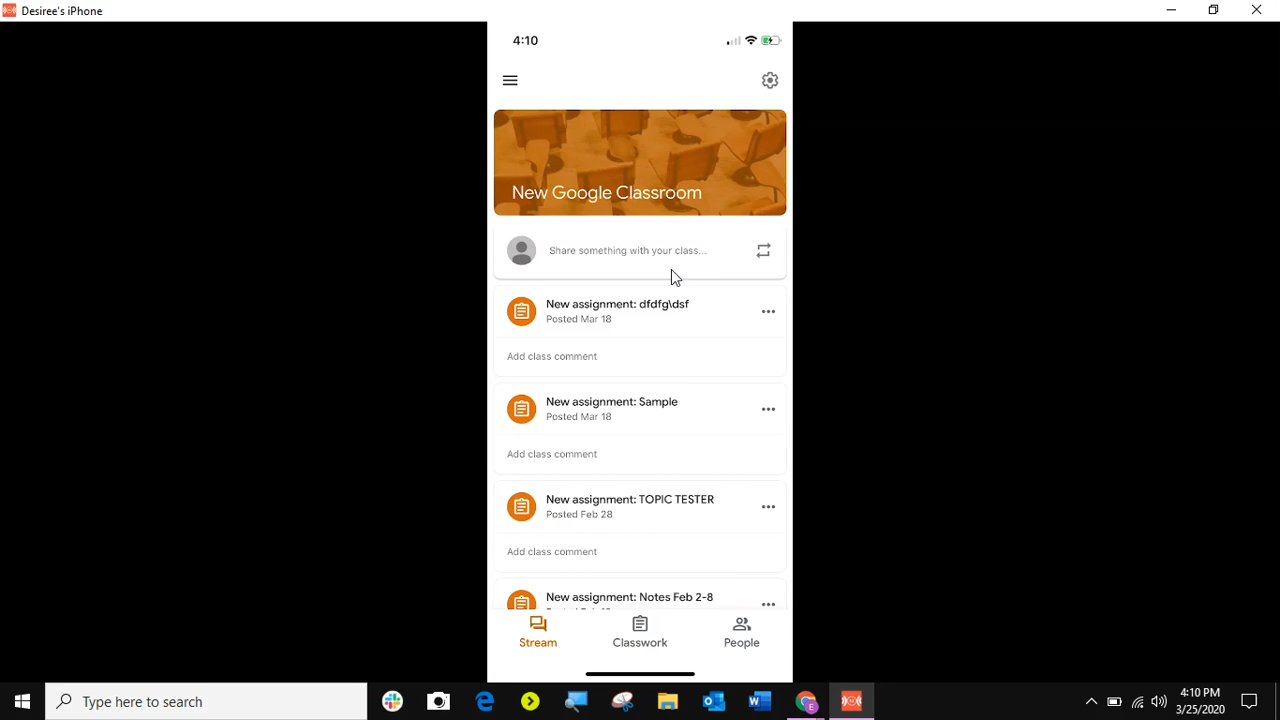 Desiree's iPhone
4:10
New Google Classroom
Share something with your class...
New assignment: dfdfg\dsf
Posted Mar 18
Add class comment
New assignment: Sample
Posted Mar 18
Add class comment
New assignment: TOPIC TESTER
Posted Feb 28
Add class comment
New assignment: Notes Feb 2-8
Stream
Classwork
People
Type here to search
4:10 PM
3/25/2020